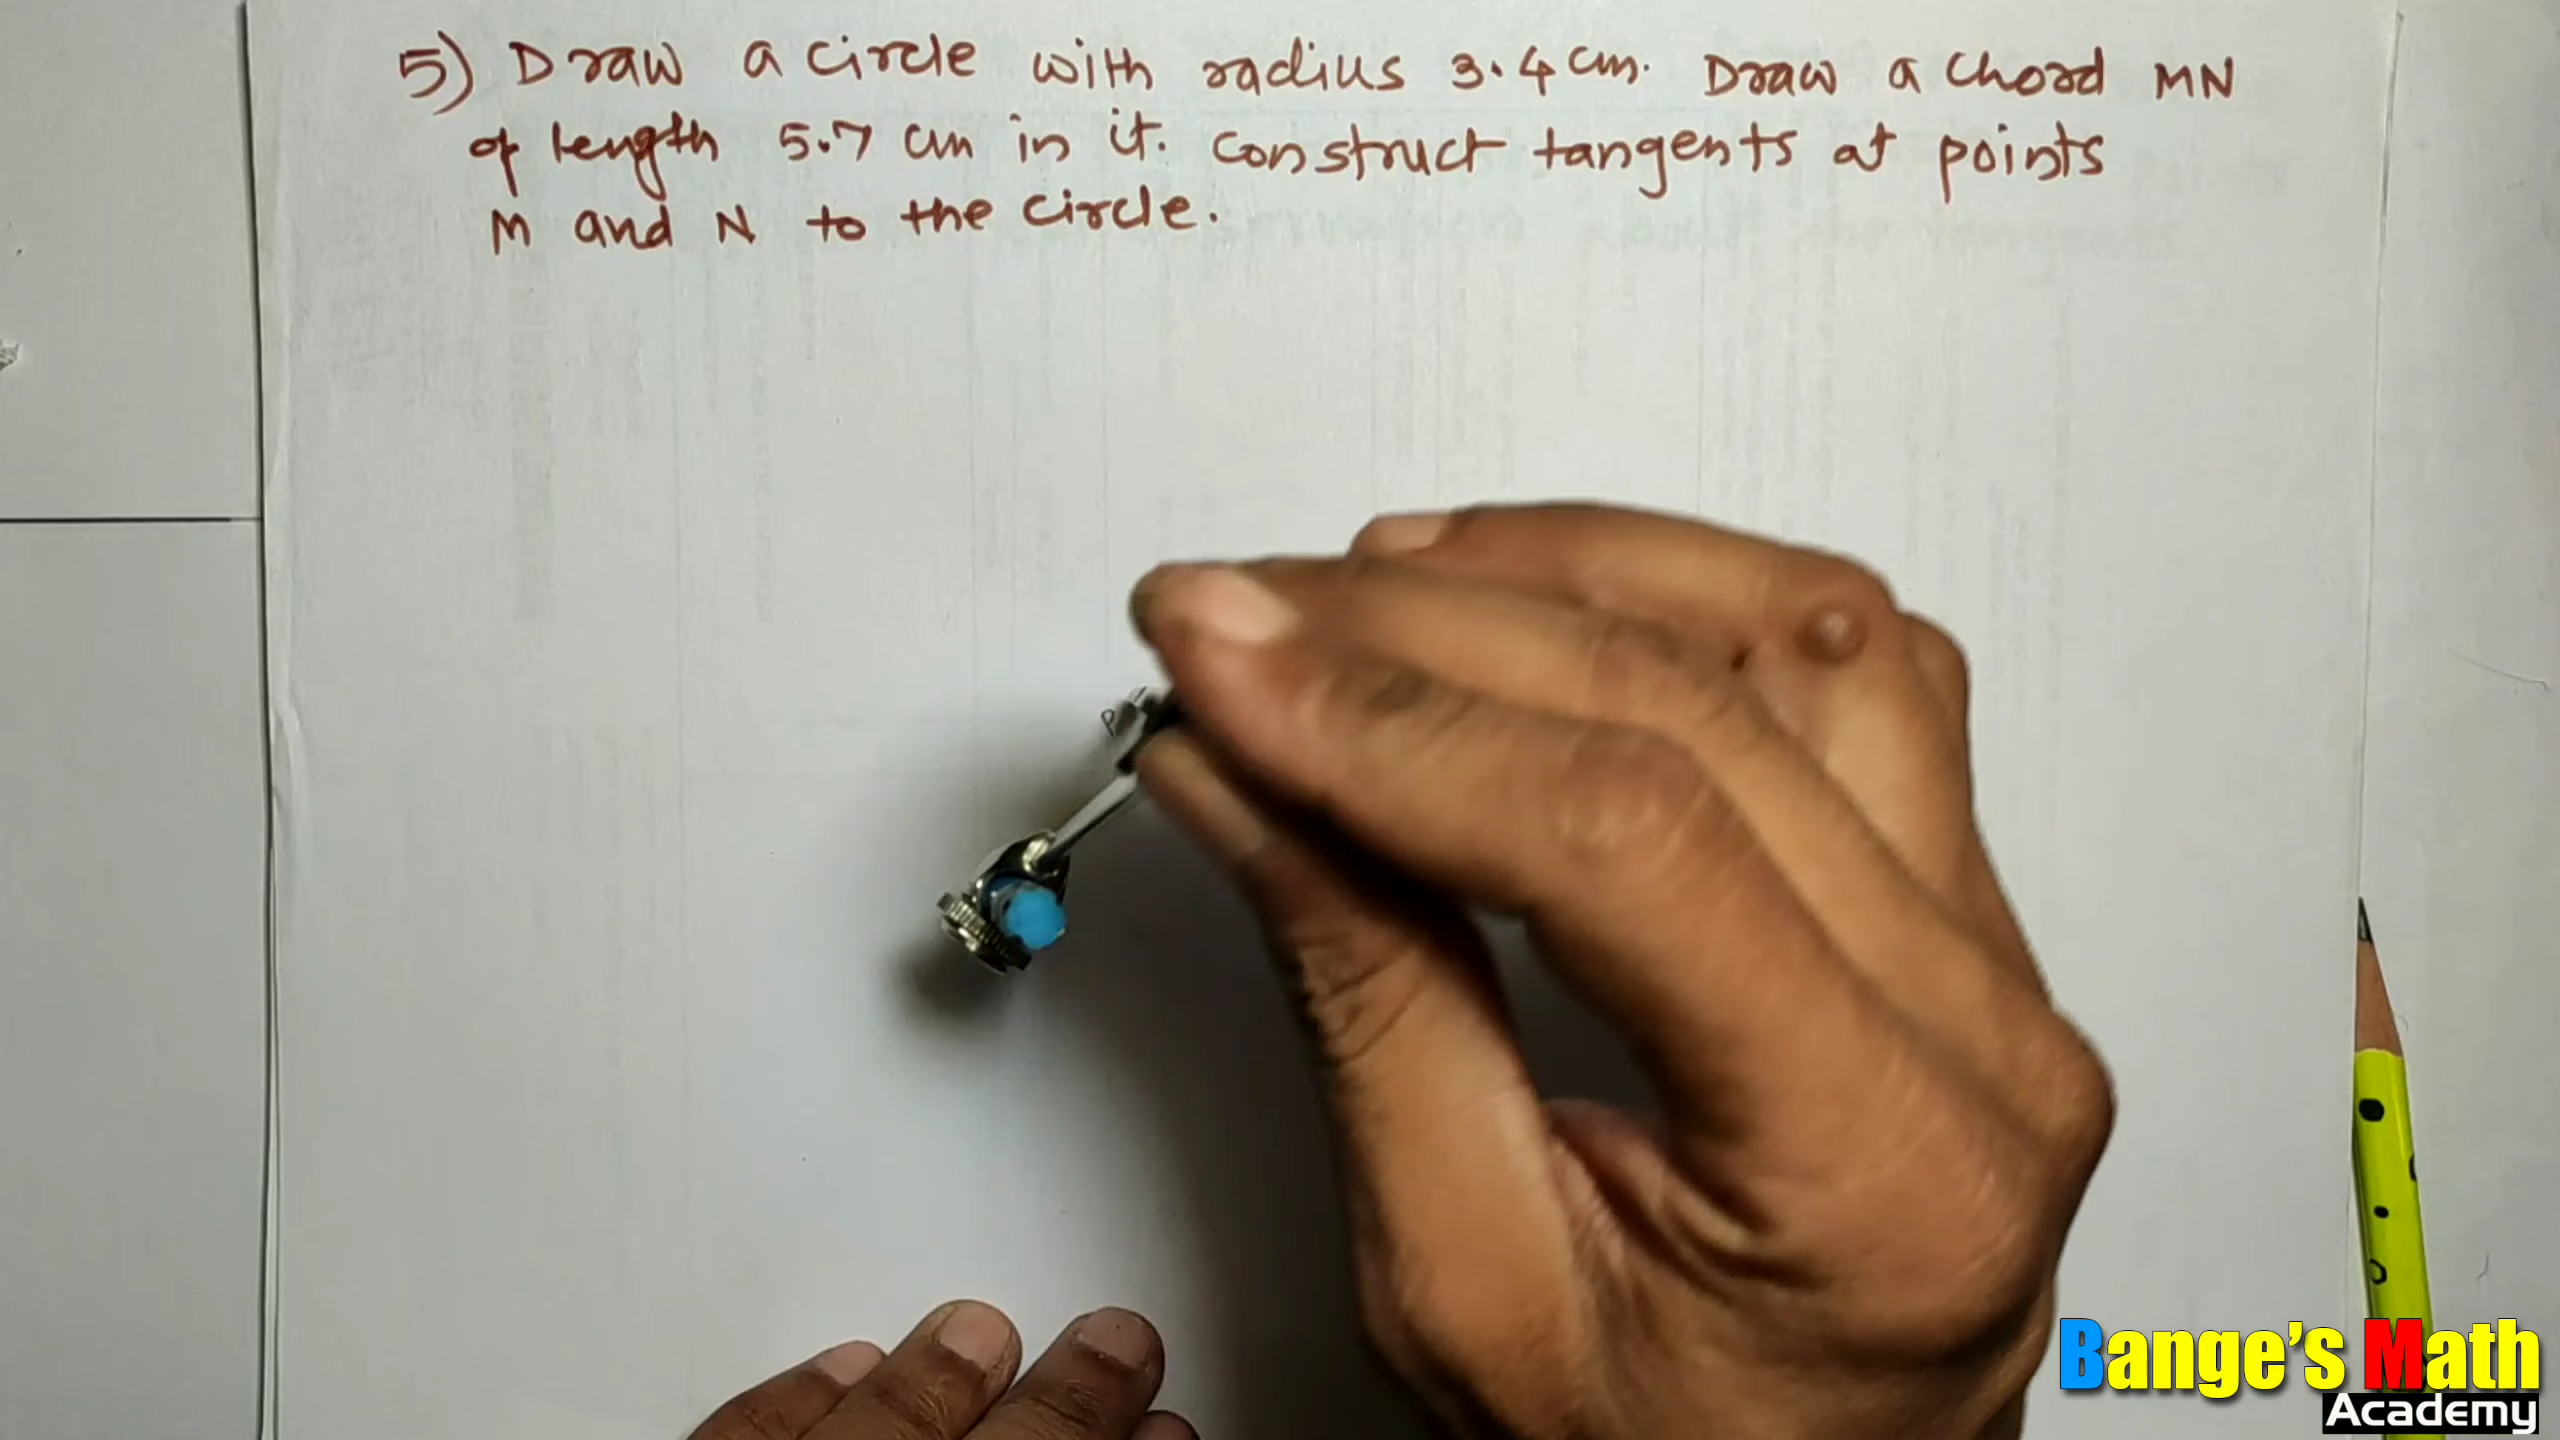 5) Draw a circle with radius 3.4 cm. Draw a chord MN
of length 5.7 cm in it. Construct tangents at points
M and N to the circle.
P
Bange's Math
Academy